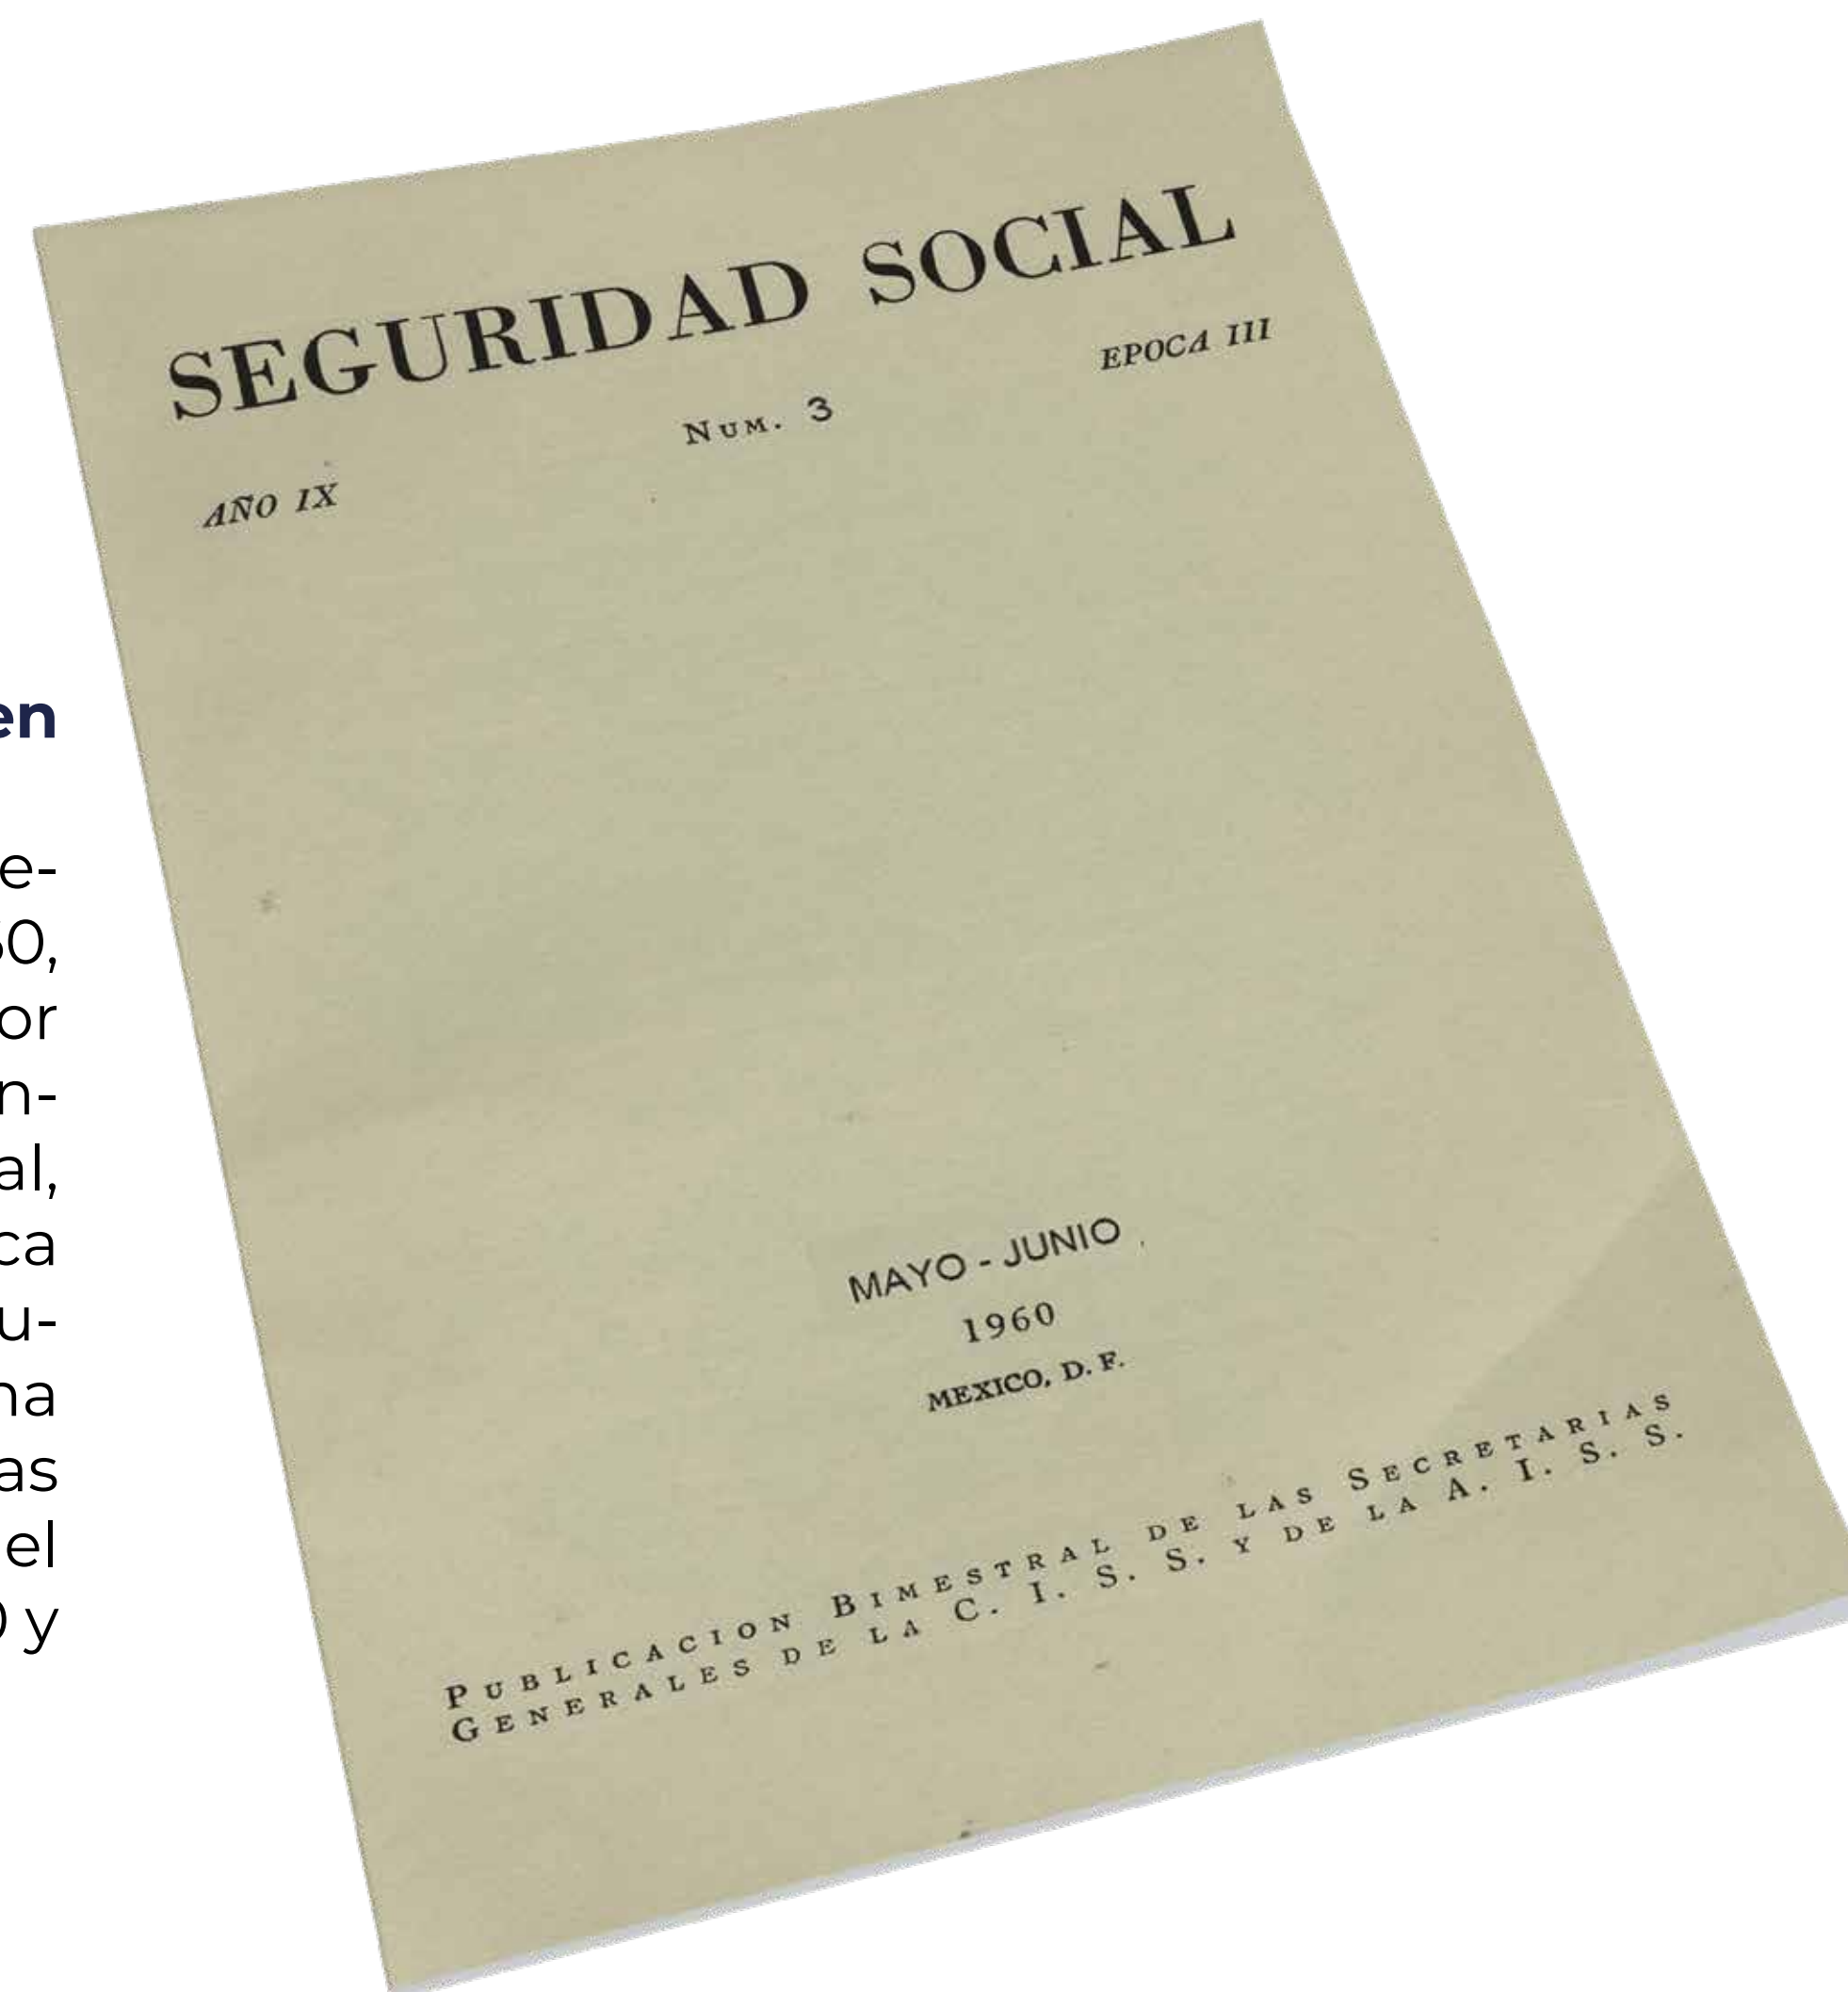 SEGURIDAD SOCIAL
EPOCA III
NUM. 3
AÑO IX
MAYO - JUNIO
1960
MEXICO, D. F.
PUBLICACION BIMESTRAL DE LAS SECRETARIAS
GENERALES DE LA C. I. S. S. Y DE LA A. I. S. S.
en
e-
0,
or
n-
al,
ca
u-
na
as
el
y